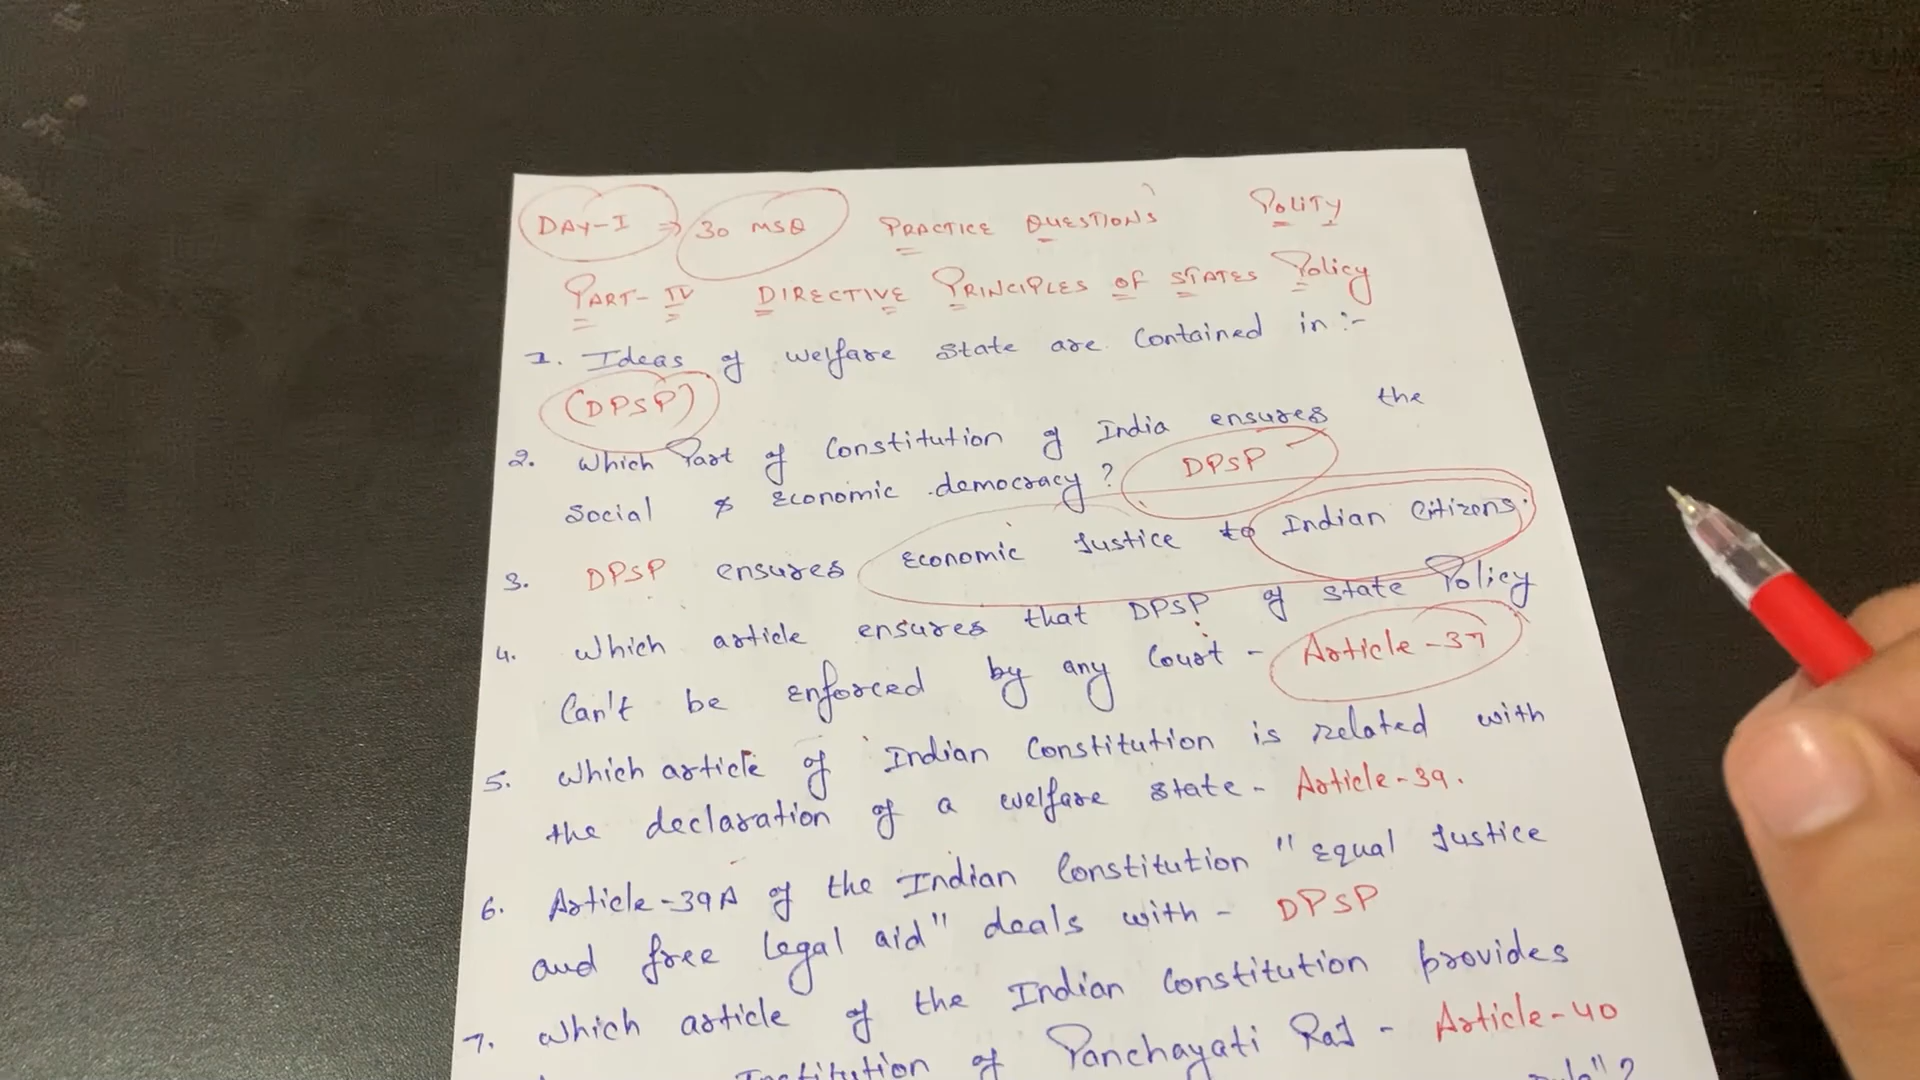 DAY-I ⇒ 30 MSQ PRACTICE QUESTIONS POLITY
PART-IV DIRECTIVE PRINCIPLES OF STATES POLICY
1. Ideas of welfare state are contained in :-
(DPSP)
2. Which Part of Constitution of India ensures the
social & Economic democracy? DPSP
3. DPSP ensures Economic Justice to Indian Citizens.
4. Which article ensures that DPSP of state Policy
Can't be enforced by any Court - Article-37
5. Which article of Indian Constitution is related with
the declaration of a welfare state - Article-39.
6. Article-39A of the Indian Constitution "Equal Justice
and free legal aid" deals with - DPSP
7. Which article of the Indian Constitution provides
Institution of Panchayati Raj - Article-40